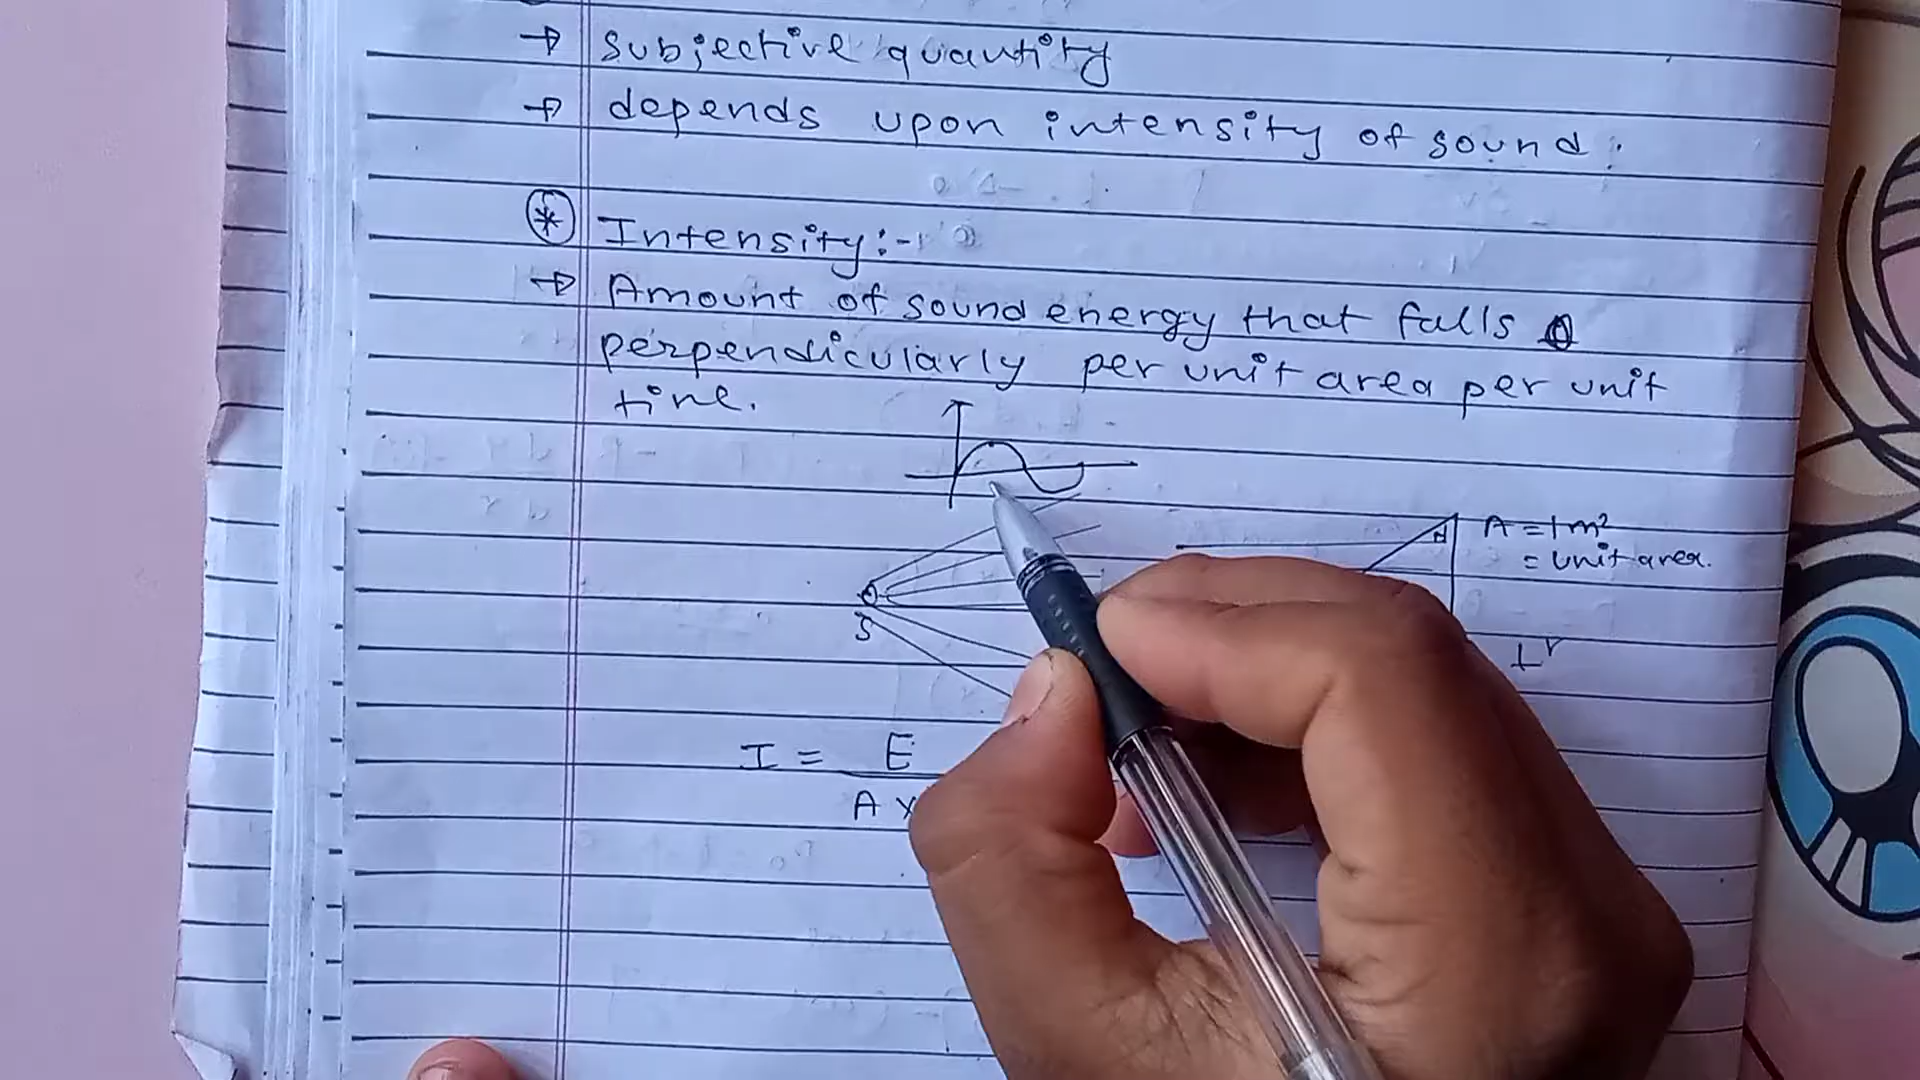 → subjective quantity
→ depends upon intensity of sound.
* Intensity:-
→ Amount of sound energy that falls
perpendicularly per unit area per unit
time.
A = 1m²
= unit area.
S
⊥r
I = E
A x